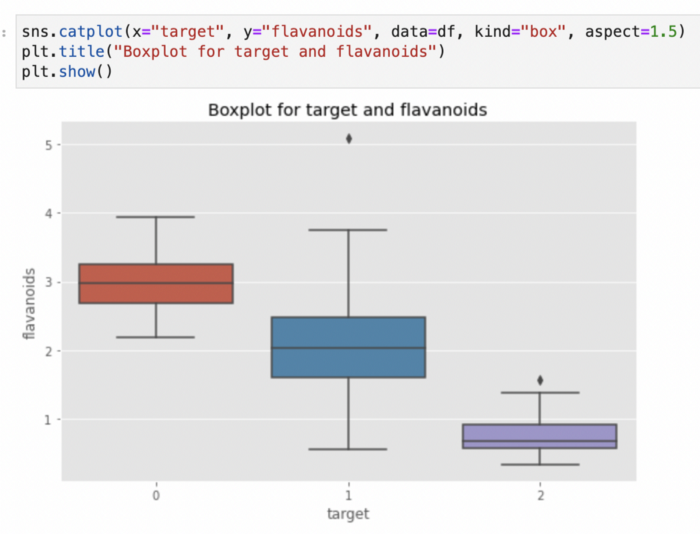 : sns.catplot(x="target", y="flavanoids", data=df, kind="box", aspect=1.5)
plt.title("Boxplot for target and flavanoids")
plt.show()
Boxplot for target and flavanoids
5
4
3
2
1
flavanoids
0 1 2
target